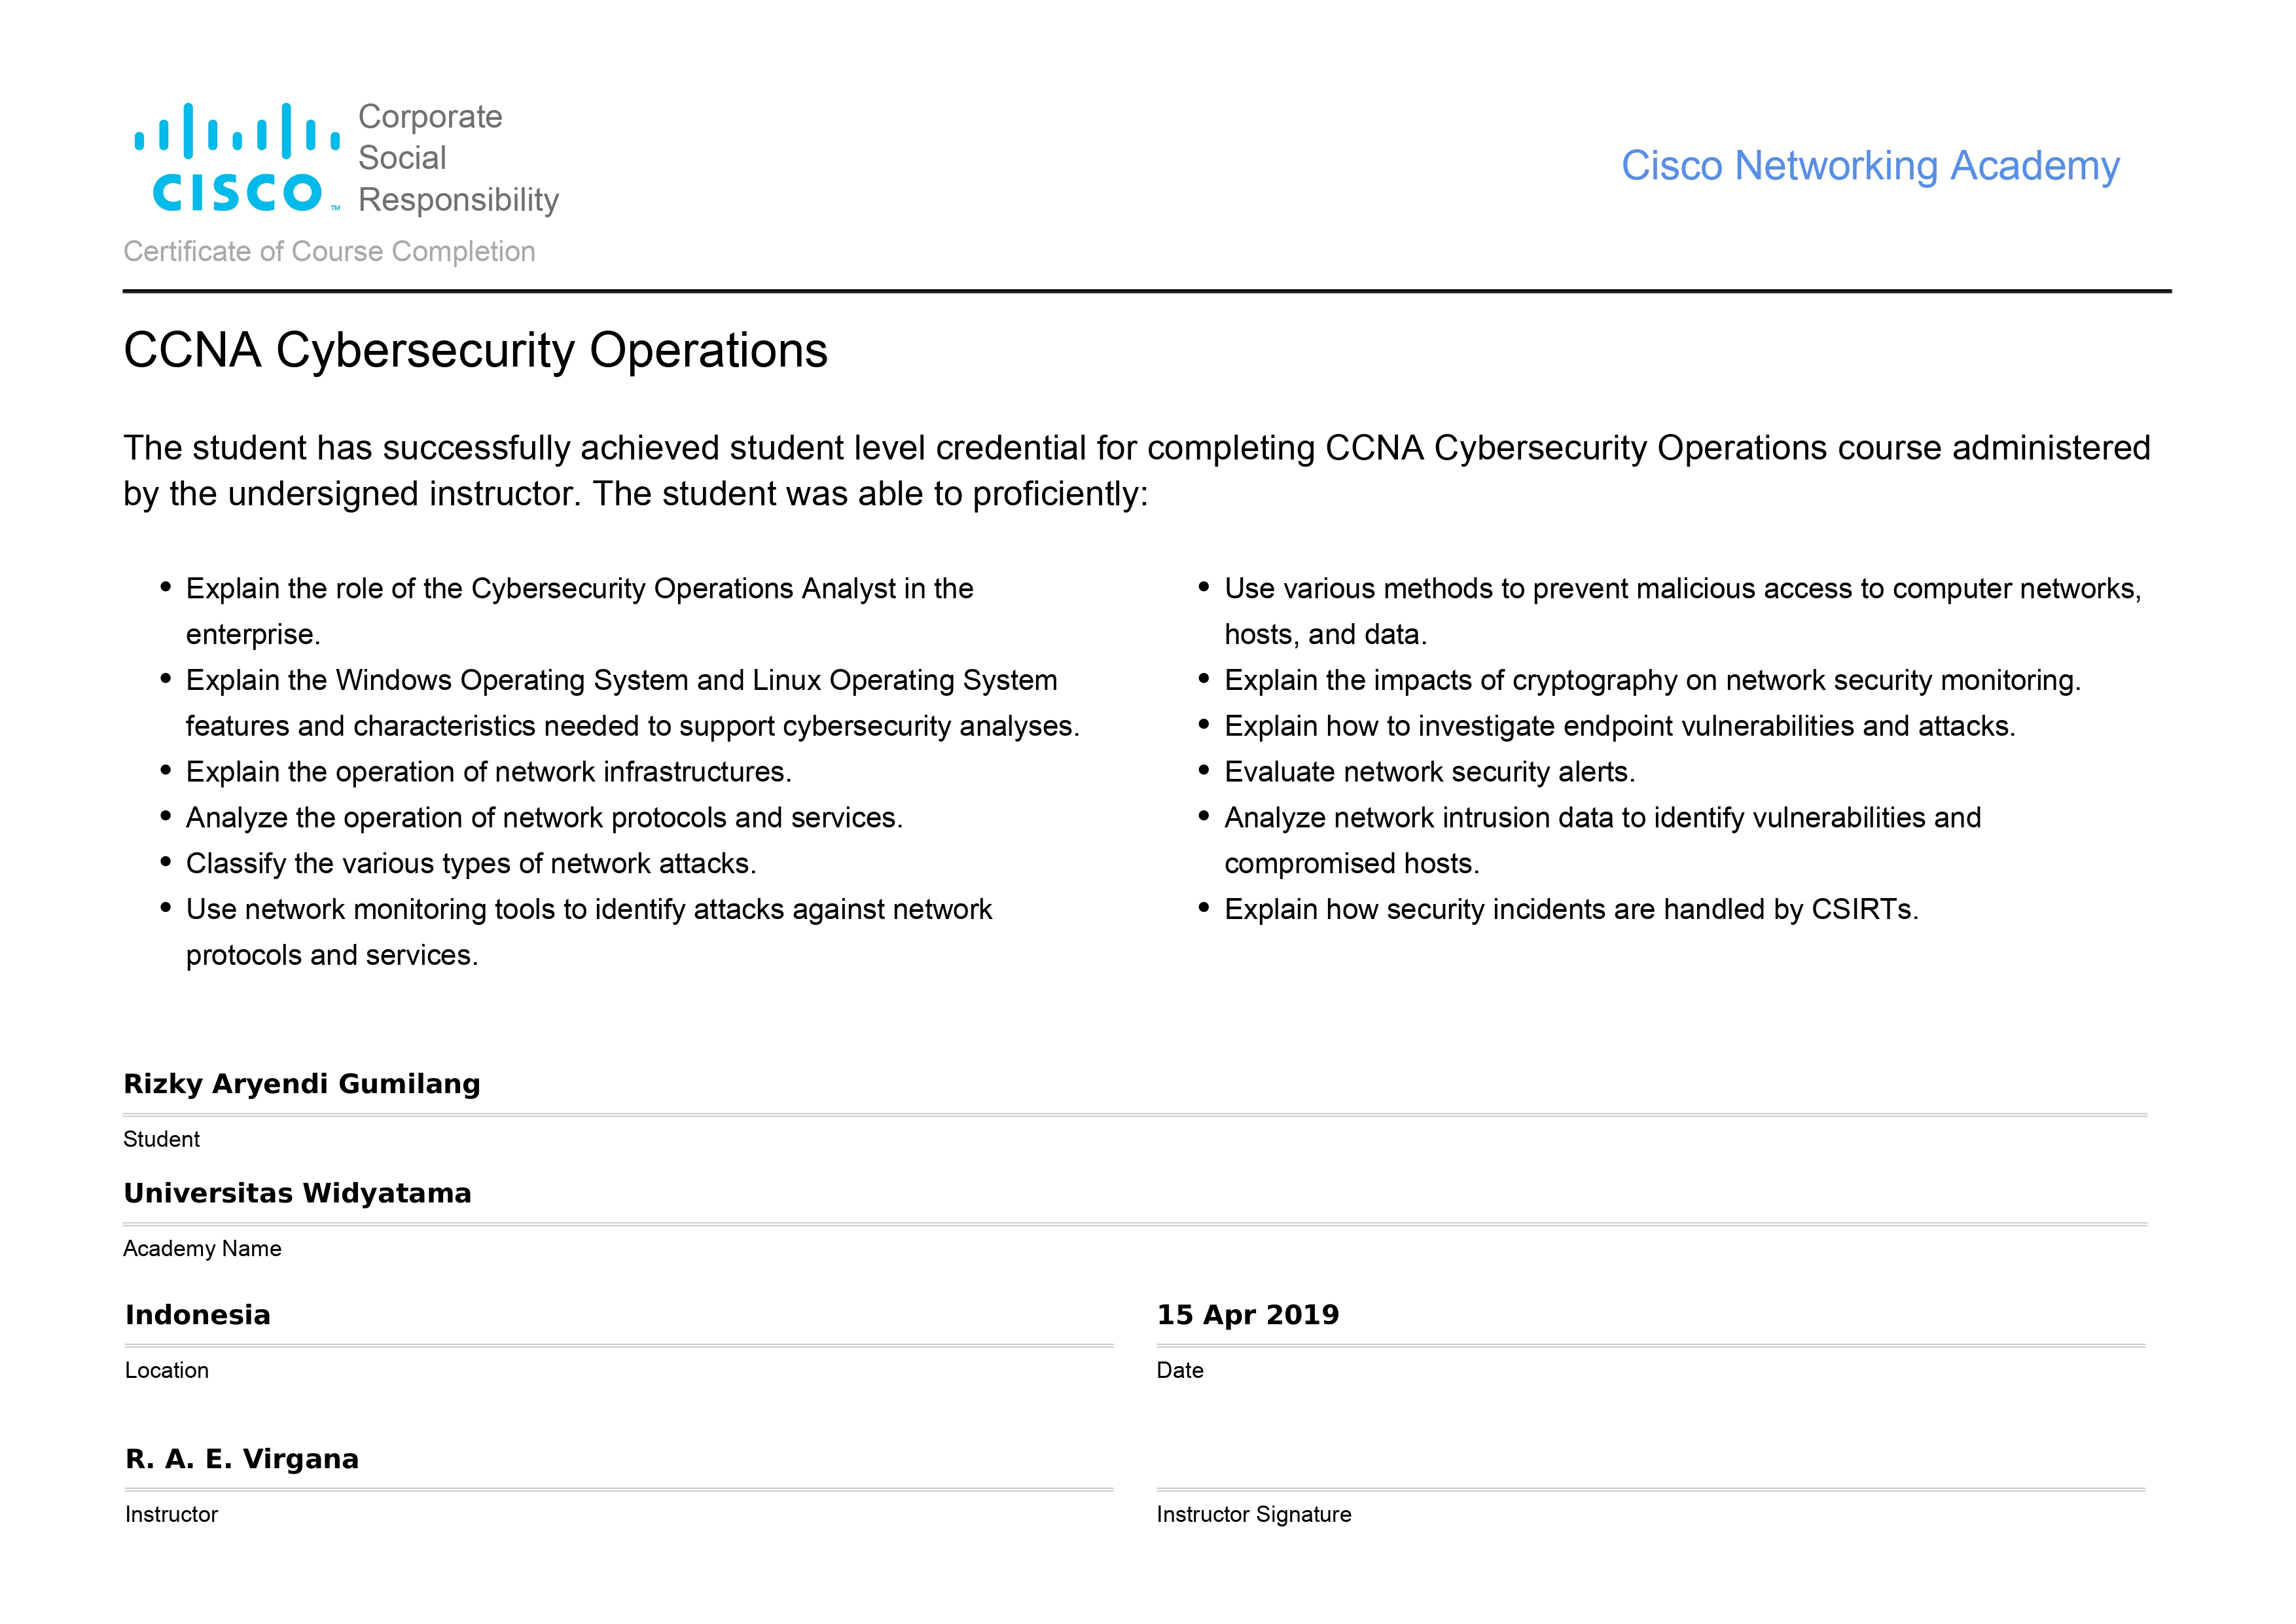 Corporate
Social
Responsibility
CISCO™
Cisco Networking Academy
Certificate of Course Completion
CCNA Cybersecurity Operations
The student has successfully achieved student level credential for completing CCNA Cybersecurity Operations course administered
by the undersigned instructor. The student was able to proficiently:
• Explain the role of the Cybersecurity Operations Analyst in the
enterprise.
• Explain the Windows Operating System and Linux Operating System
features and characteristics needed to support cybersecurity analyses.
• Explain the operation of network infrastructures.
• Analyze the operation of network protocols and services.
• Classify the various types of network attacks.
• Use network monitoring tools to identify attacks against network
protocols and services.
• Use various methods to prevent malicious access to computer networks,
hosts, and data.
• Explain the impacts of cryptography on network security monitoring.
• Explain how to investigate endpoint vulnerabilities and attacks.
• Evaluate network security alerts.
• Analyze network intrusion data to identify vulnerabilities and
compromised hosts.
• Explain how security incidents are handled by CSIRTs.
Rizky Aryendi Gumilang
Student
Universitas Widyatama
Academy Name
Indonesia
Location
15 Apr 2019
Date
R. A. E. Virgana
Instructor
Instructor Signature